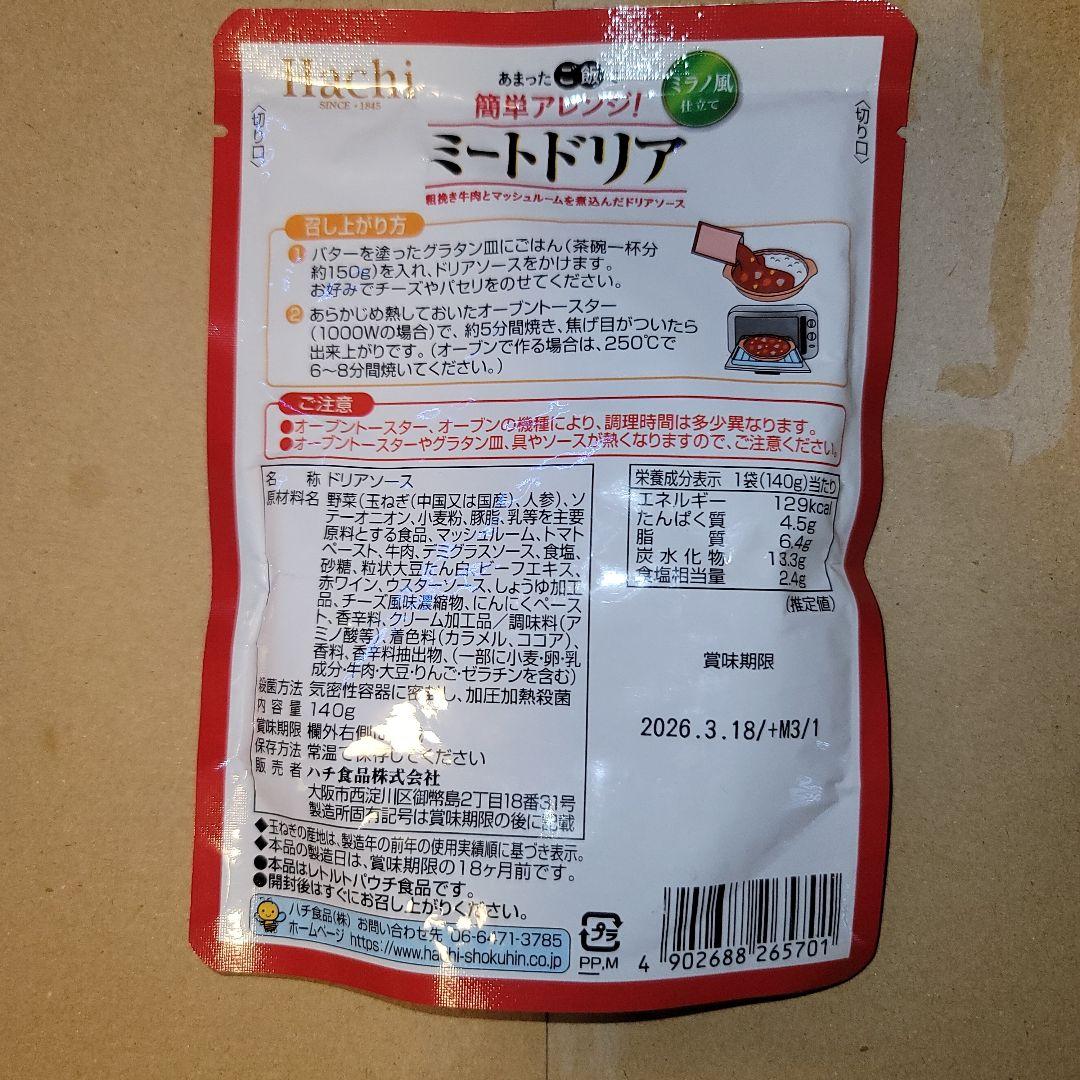 Hachi
SINCE・1845
あまったご飯
簡単アレンジ!
ミラノ風
仕立て
ミートドリア
粗挽き牛肉とマッシュルームを煮込んだドリアソース
〈切り口〉
〈切り口〉
召し上がり方
1 バターを塗ったグラタン皿にごはん(茶碗一杯分
約150g)を入れ、ドリアソースをかけます。
お好みでチーズやパセリをのせてください。
2 あらかじめ熱しておいたオーブントースター
(1000Wの場合)で、約5分間焼き、焦げ目がついたら
出来上がりです。(オーブンで作る場合は、250℃で
6〜8分間焼いてください。)
ご注意
●オーブントースター、オーブンの機種により、調理時間は多少異なります。
●オーブントースターやグラタン皿、具やソースが熱くなりますので、ご注意ください。
名称 ドリアソース
原材料名 野菜(玉ねぎ(中国又は国産)、人参)、ソ
テーオニオン、小麦粉、豚脂、乳等を主要
原料とする食品、マッシュルーム、トマト
ペースト、牛肉、デミグラスソース、食塩、
砂糖、粒状大豆たん白、ビーフエキス、
赤ワイン、ウスターソース、しょうゆ加工
品、チーズ風味濃縮物、にんにくペース
ト、香辛料、クリーム加工品/調味料(ア
ミノ酸等)、着色料(カラメル、ココア)、
香料、香辛料抽出物、(一部に小麦・卵・乳
成分・牛肉・大豆・りんご・ゼラチンを含む)
殺菌方法 気密性容器に密封し、加圧加熱殺菌
内容量 140g
賞味期限 欄外右側
保存方法 常温で保存してください
販売者 ハチ食品株式会社
大阪市西淀川区御幣島2丁目18番31号
製造所固有記号は賞味期限の後に記載
栄養成分表示 1袋(140g)当たり
エネルギー 129kcal
たんぱく質 4.5g
脂質 6.4g
炭水化物 13.3g
食塩相当量 2.4g
(推定値)
賞味期限
2026.3.18/+M3/1
◆玉ねぎの産地は、製造年の前年の使用実績順に基づき表示。
◆本品の製造日は、賞味期限の18ヶ月前です。
●本品はレトルトパウチ食品です。
●開封後はすぐにお召し上がりください。
ハチ食品(株) お問い合わせ先 06-6471-3785
ホームページ https://www.hachi-shokuhin.co.jp
プラ
PP,M
4 902688 265701